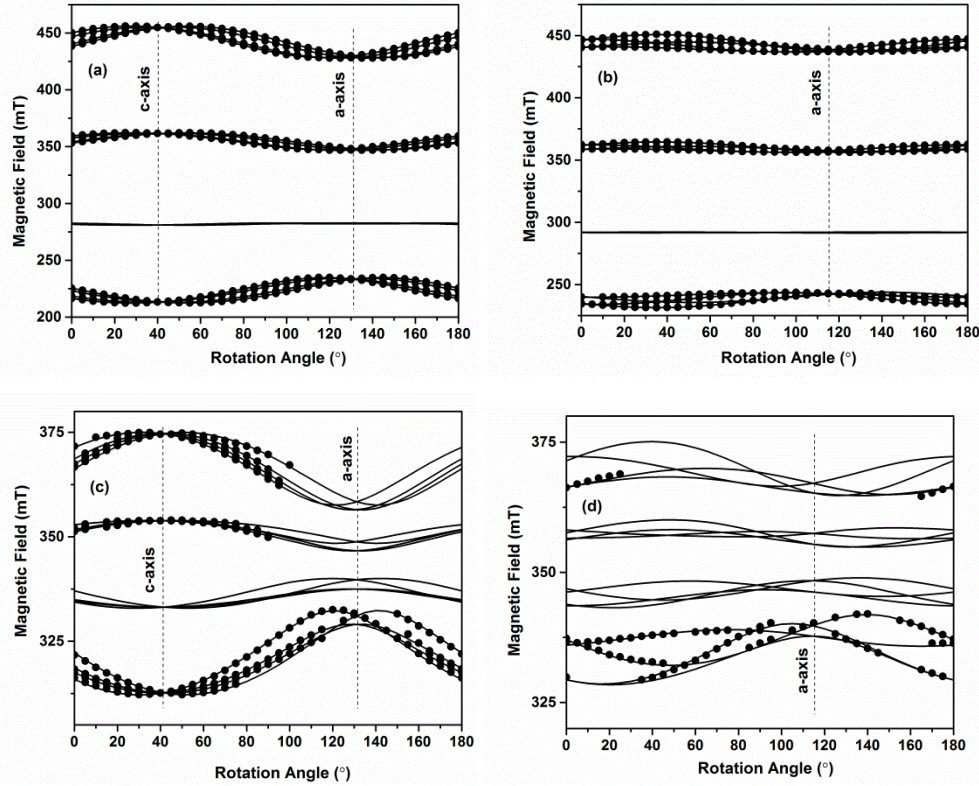 450
400
350
300
250
200
Magnetic Field (mT)
(a)
c-axis
a-axis
0 20 40 60 80 100 120 140 160 180
Rotation Angle (°)
450
400
350
300
250
Magnetic Field (mT)
(b)
a-axis
0 20 40 60 80 100 120 140 160 180
Rotation Angle (°)
375
350
325
Magnetic Field (mT)
(c)
c-axis
a-axis
0 20 40 60 80 100 120 140 160 180
Rotation Angle (°)
375
350
325
Magnetic Field (mT)
(d)
a-axis
0 20 40 60 80 100 120 140 160 180
Rotation Angle (°)